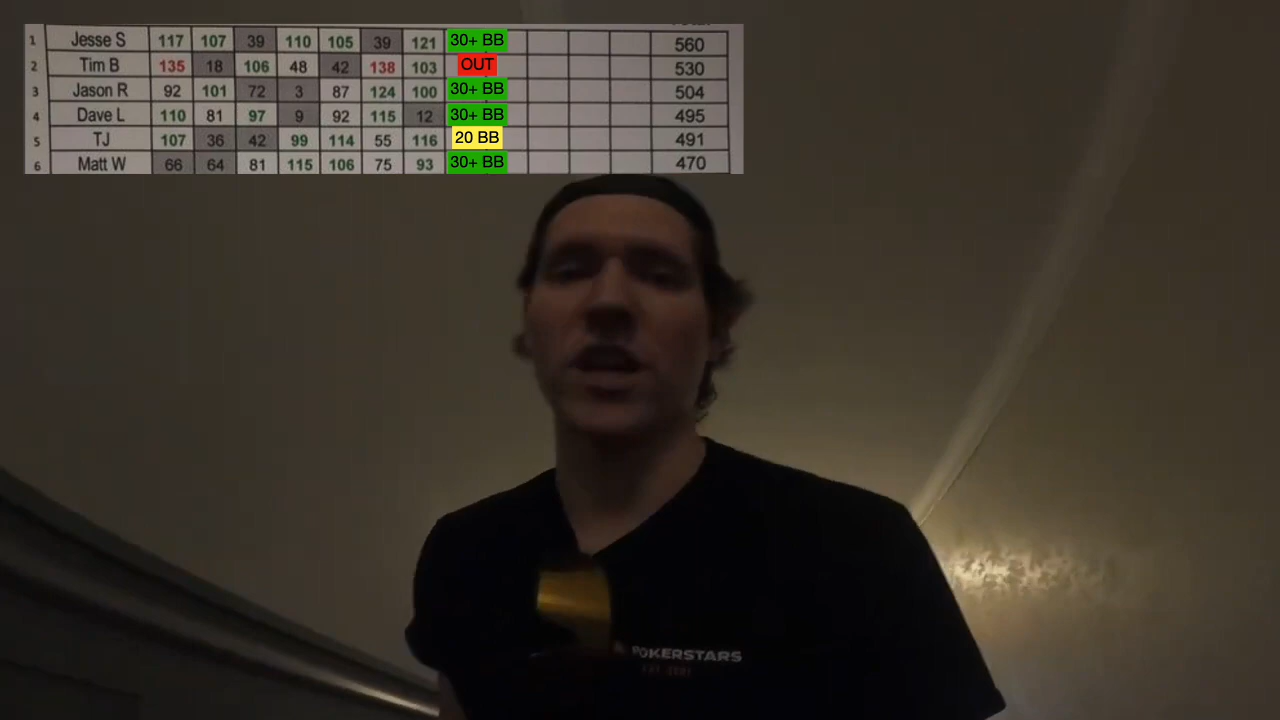 1 Jesse S 117 107 39 110 105 39 121 30+ BB 560
2 Tim B 135 18 106 48 42 138 103 OUT 530
3 Jason R 92 101 72 3 87 124 100 30+ BB 504
4 Dave L 110 81 97 9 92 115 12 30+ BB 495
5 TJ 107 36 42 99 114 55 116 20 BB 491
6 Matt W 66 64 81 115 106 75 93 30+ BB 470
POKERSTARS